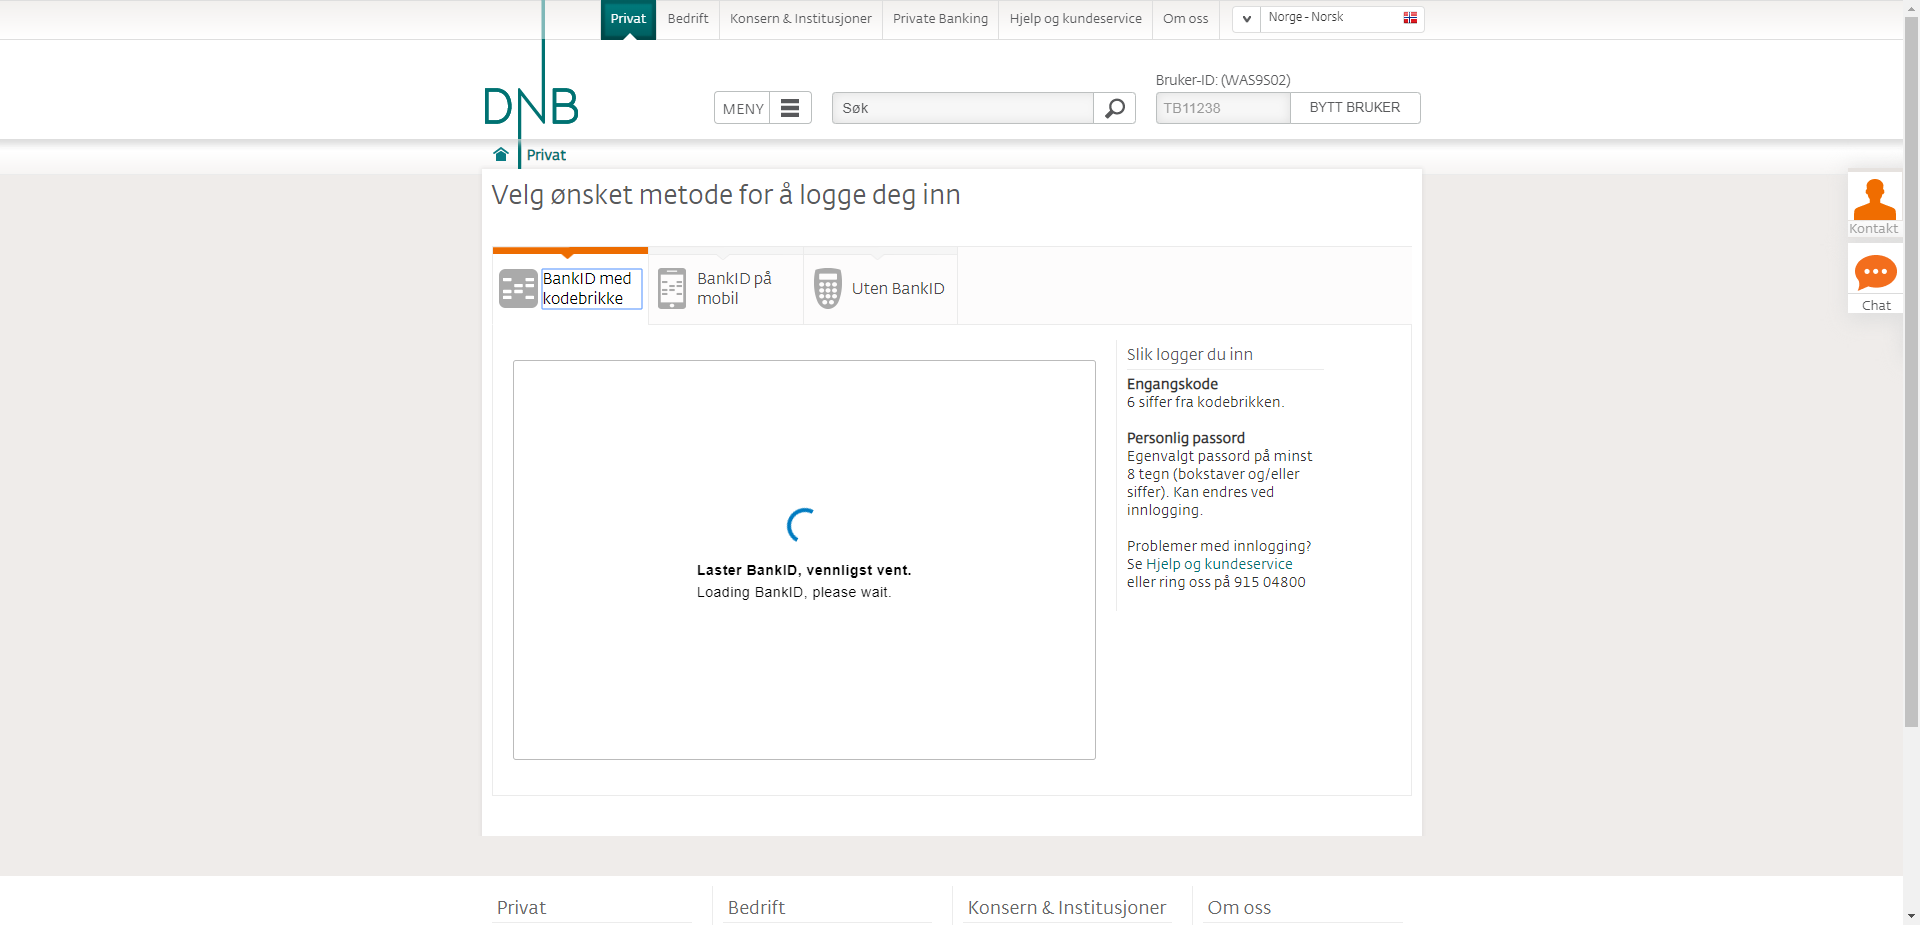 Privat
Bedrift
Konsern & Institusjoner
Private Banking
Hjelp og kundeservice
Om oss
Norge - Norsk
DNB
MENY
Søk
Bruker-ID: (WAS9S02)
TB11238
BYTT BRUKER
Privat
Velg ønsket metode for å logge deg inn
BankID med
kodebrikke
BankID på
mobil
Uten BankID
Laster BankID, vennligst vent.
Loading BankID, please wait.
Slik logger du inn
Engangskode
6 siffer fra kodebrikken.
Personlig passord
Egenvalgt passord på minst
8 tegn (bokstaver og/eller
siffer). Kan endres ved
innlogging.
Problemer med innlogging?
Se Hjelp og kundeservice
eller ring oss på 915 04800
Kontakt
Chat
Privat
Bedrift
Konsern & Institusjoner
Om oss